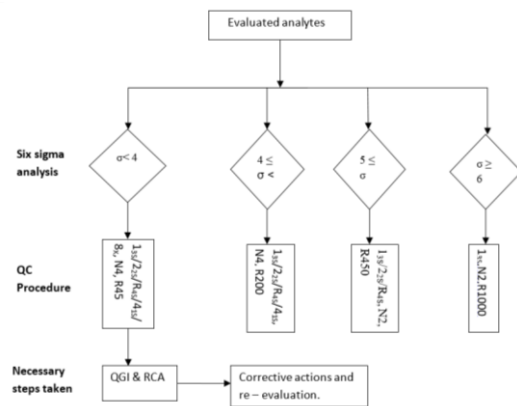 Evaluated analytes
Six sigma
analysis
σ< 4
4 ≤
σ <
5 ≤
σ
σ ≥
6
QC
Procedure
1₃ₛ/2₂ₛ/R₄ₛ/4₁ₛ/
8ₓ, N4, R45
1₃ₛ/2₂ₛ/R₄ₛ/4₁ₛ,
N4, R200
1₃ₛ/2₂ₛ/R₄ₛ, N2,
R450
1₃ₛ, N2, R1000
Necessary
steps taken
QGI & RCA
Corrective actions and
re – evaluation.